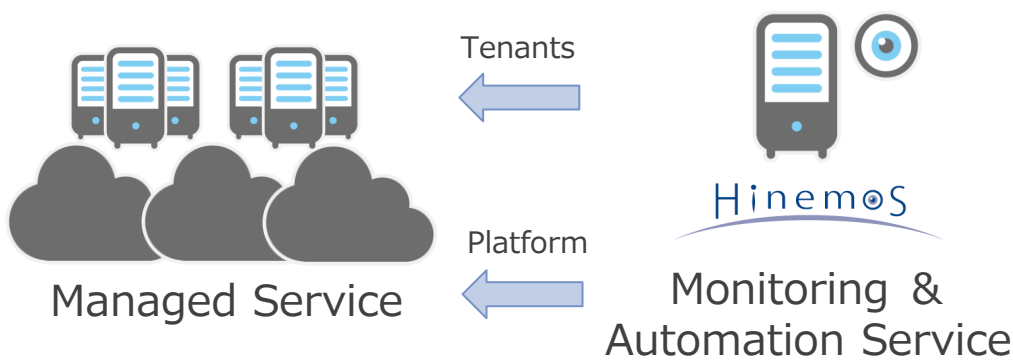 Tenants
Hinemos
Platform
Managed Service
Monitoring &
Automation Service